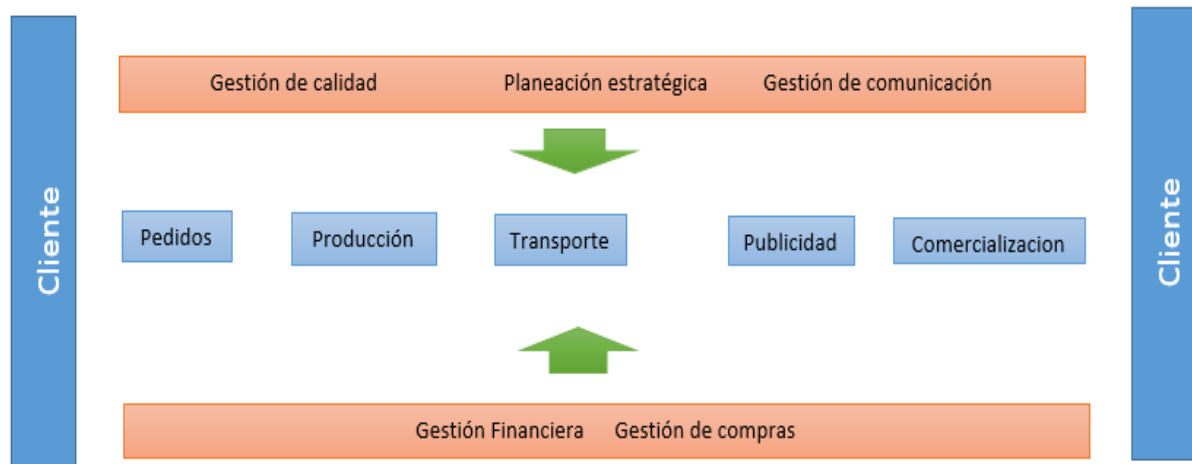 Cliente
Gestión de calidad Planeación estratégica Gestión de comunicación
Pedidos Producción Transporte Publicidad Comercializacion
Gestión Financiera Gestión de compras
Cliente